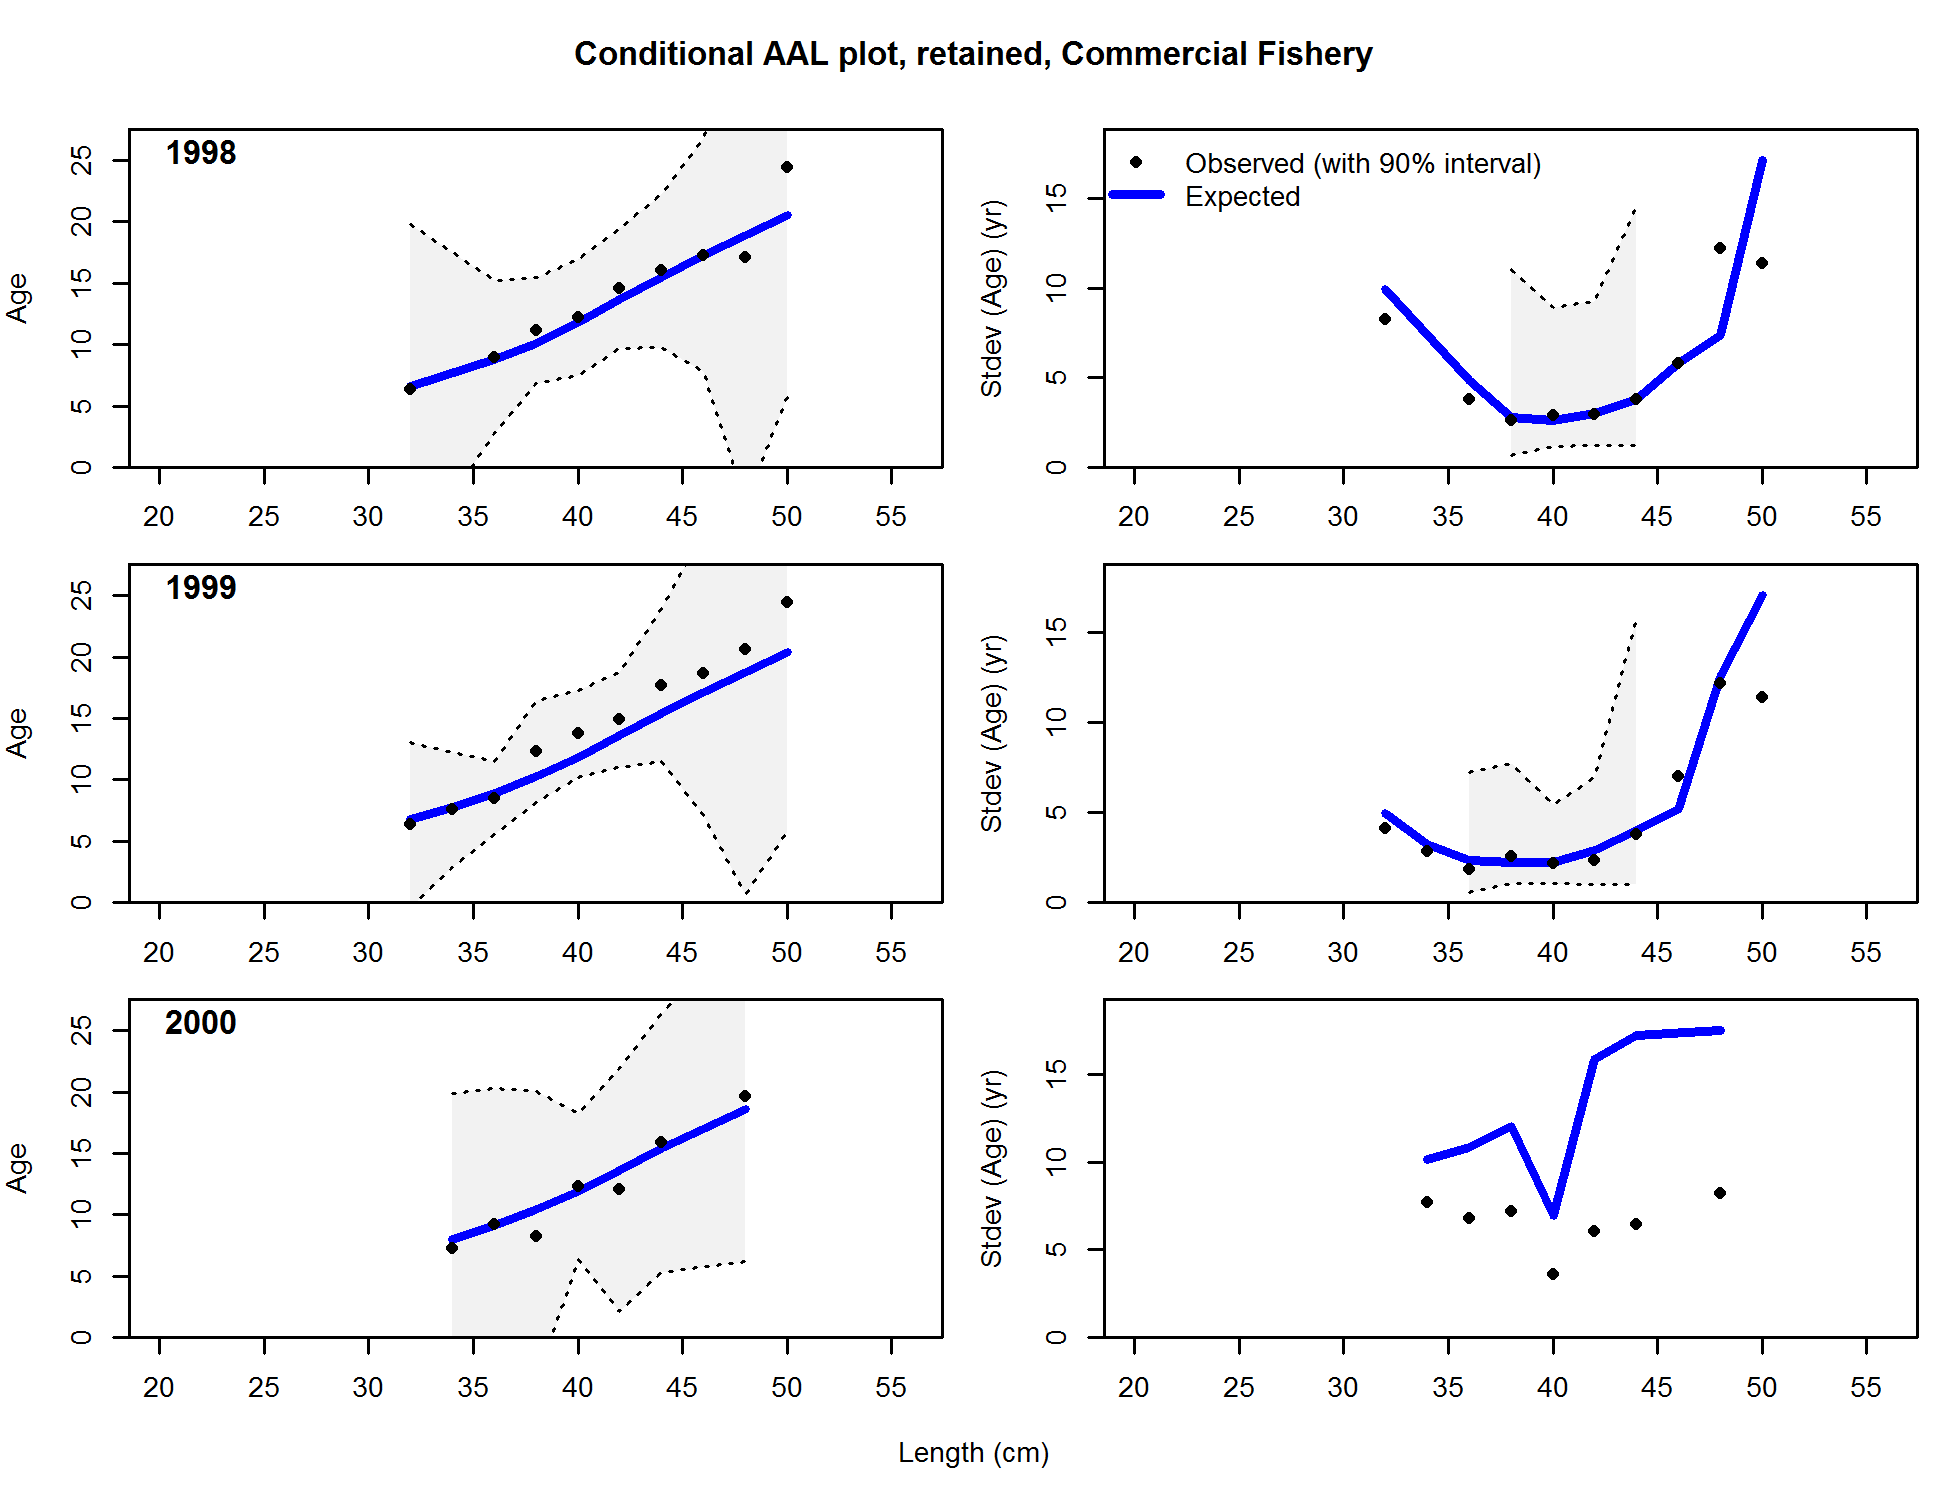 Conditional AAL plot, retained, Commercial Fishery
1998
Age
0 5 10 15 20 25
20 25 30 35 40 45 50 55
Observed (with 90% interval)
Expected
Stdev (Age) (yr)
0 5 10 15
20 25 30 35 40 45 50 55
1999
Age
0 5 10 15 20 25
20 25 30 35 40 45 50 55
Stdev (Age) (yr)
0 5 10 15
20 25 30 35 40 45 50 55
2000
Age
0 5 10 15 20 25
20 25 30 35 40 45 50 55
Stdev (Age) (yr)
0 5 10 15
20 25 30 35 40 45 50 55
Length (cm)